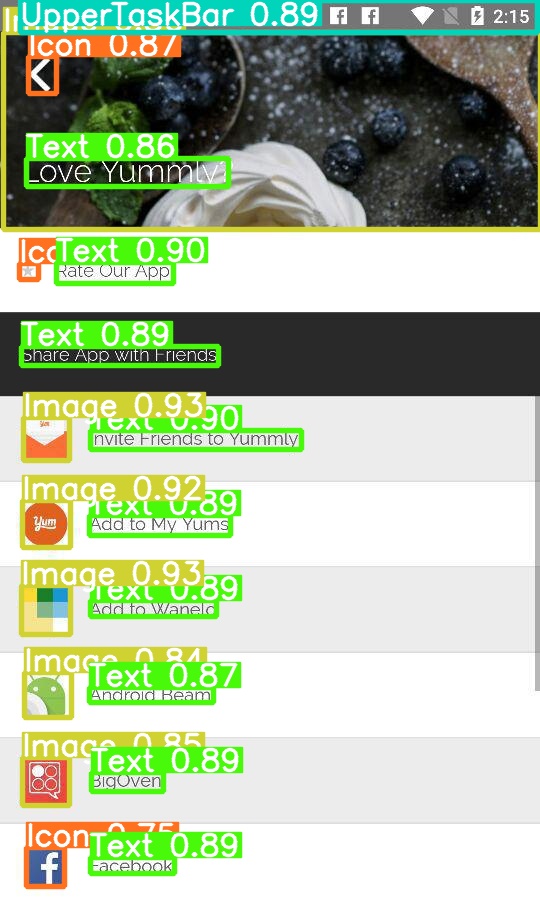 UpperTaskBar 0.89
2:15
Icon 0.87
Text 0.86
Love Yummly?
Text 0.90
Rate Our App
Text 0.89
Share App with Friends
Image 0.93
Text 0.90
Yum
Invite Friends to Yummly
Image 0.92
Text 0.89
Yum
Add to My Yums
Image 0.93
Text 0.89
Add to Wanelo
Image 0.84
Text 0.87
Android Beam
Image 0.85
Text 0.89
BigOven
Icon 0.75
Text 0.89
Facebook